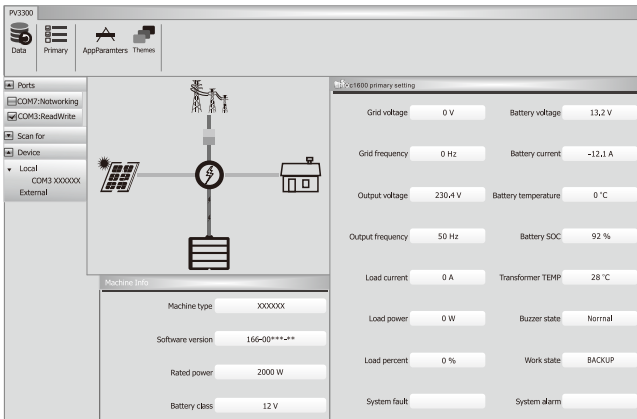 PV3300
Data
Primary
AppParamters
Themes
Ports
COM7:Notworking
COM3:ReadWrite
Scan for
Device
Local
COM3 XXXXXX
External
Machine Info
Machine type XXXXXX
Software version 166-00***-**
Rated power 2000 W
Battery class 12 V
c1600 primary setting
Grid voltage 0 V Battery voltage 13.2 V
Grid frequency 0 Hz Battery current -12.1 A
Output voltage 230.4 V Battery temperature 0 °C
Output frequency 50 Hz Battery SOC 92 %
Load current 0 A Transformer TEMP 28 °C
Load power 0 W Buzzer state Norrnal
Load percent 0 % Work state BACKUP
System fault System alarm